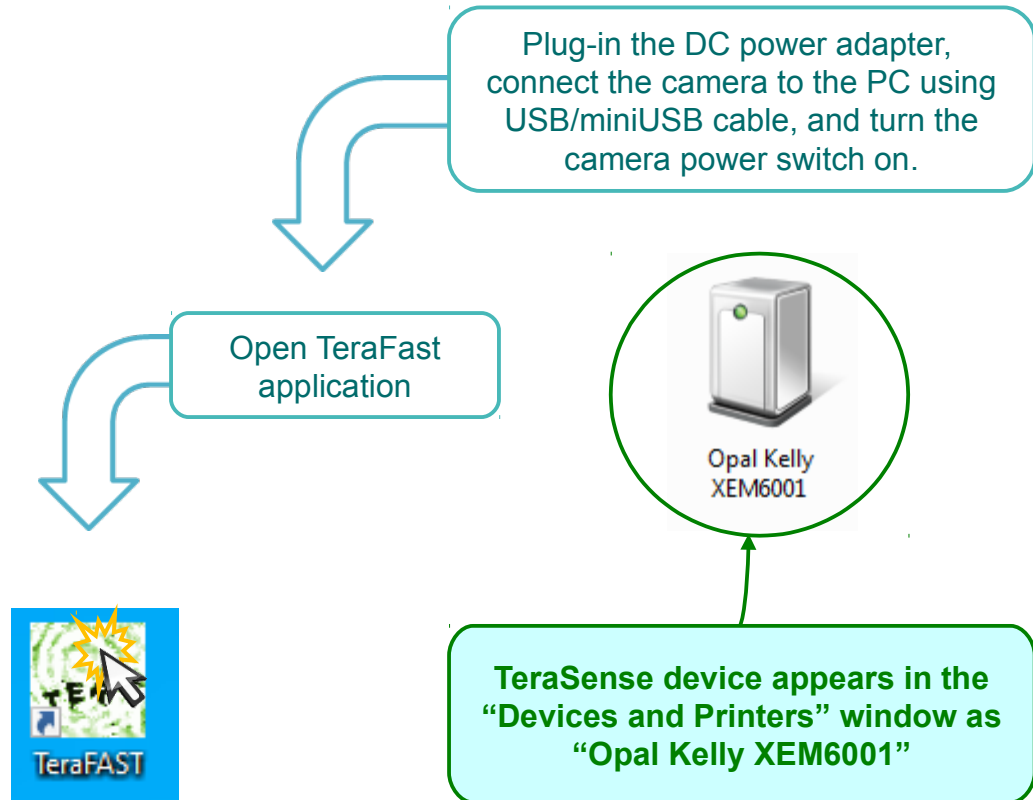 Plug-in the DC power adapter,
connect the camera to the PC using
USB/miniUSB cable, and turn the
camera power switch on.
Open TeraFast
application
Opal Kelly
XEM6001
TeraFAST
TeraSense device appears in the
“Devices and Printers” window as
“Opal Kelly XEM6001”